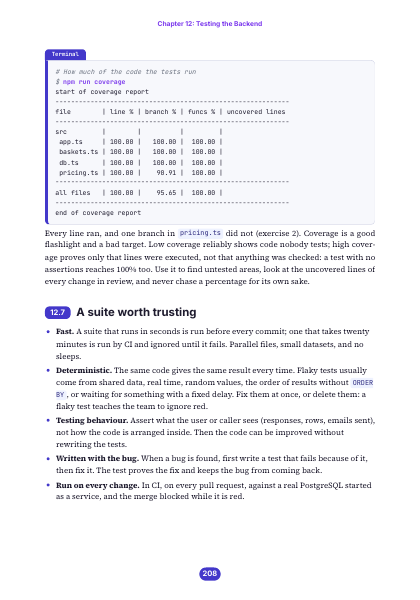 Chapter 12: Testing the Backend
Terminal
# How much of the code the tests run
$ npm run coverage
start of coverage report
----------------------------------------------------------
file        | line % | branch % | funcs % | uncovered lines
----------------------------------------------------------
src         |        |          |         |
 app.ts     | 100.00 |   100.00 |  100.00 |
 baskets.ts | 100.00 |   100.00 |  100.00 |
 db.ts      | 100.00 |   100.00 |  100.00 |
 pricing.ts | 100.00 |    90.91 |  100.00 |
----------------------------------------------------------
all files   | 100.00 |    95.65 |  100.00 |
----------------------------------------------------------
end of coverage report
Every line ran, and one branch in pricing.ts did not (exercise 2). Coverage is a good
flashlight and a bad target. Low coverage reliably shows code nobody tests; high cover-
age proves only that lines were executed, not that anything was checked: a test with no
assertions reaches 100% too. Use it to find untested areas, look at the uncovered lines of
every change in review, and never chase a percentage for its own sake.
12.7 A suite worth trusting
• Fast. A suite that runs in seconds is run before every commit; one that takes twenty
minutes is run by CI and ignored until it fails. Parallel files, small datasets, and no
sleeps.
• Deterministic. The same code gives the same result every time. Flaky tests usually
come from shared data, real time, random values, the order of results without ORDER
BY, or waiting for something with a fixed delay. Fix them at once, or delete them: a
flaky test teaches the team to ignore red.
• Testing behaviour. Assert what the user or caller sees (responses, rows, emails sent),
not how the code is arranged inside. Then the code can be improved without
rewriting the tests.
• Written with the bug. When a bug is found, first write a test that fails because of it,
then fix it. The test proves the fix and keeps the bug from coming back.
• Run on every change. In CI, on every pull request, against a real PostgreSQL started
as a service, and the merge blocked while it is red.
208